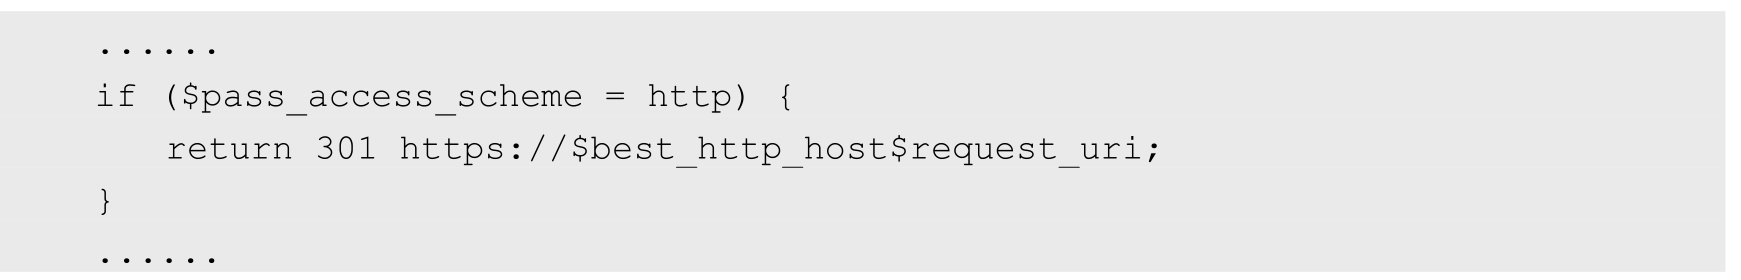 ......
if ($pass_access_scheme = http) {
return 301 https://$best_http_host$request_uri;
}
......